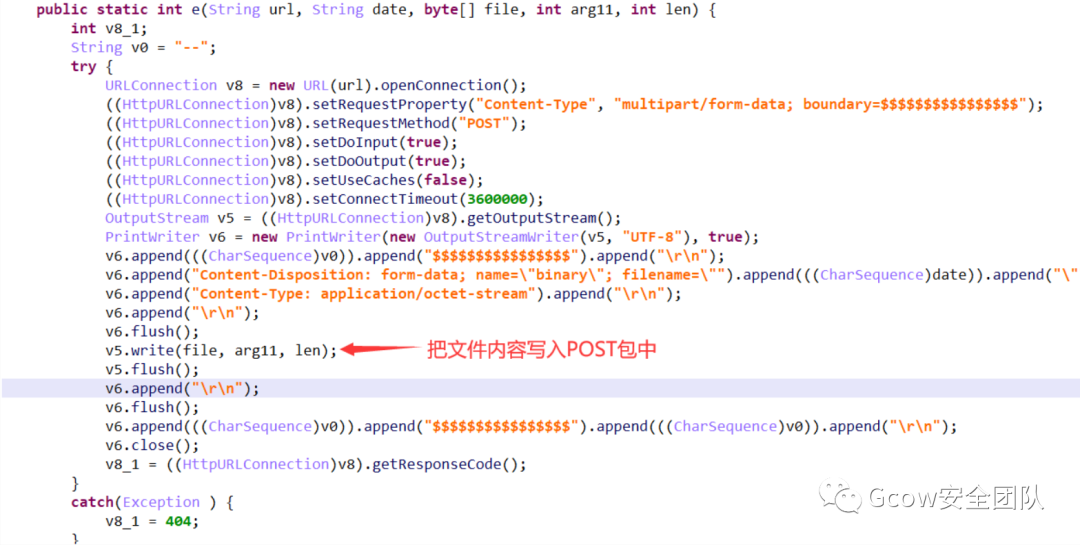 public static int e(String url, String date, byte[] file, int arg11, int len) {
int v8_1;
String v0 = "--";
try {
URLConnection v8 = new URL(url).openConnection();
((HttpURLConnection)v8).setRequestProperty("Content-Type", "multipart/form-data; boundary=$$$$$$$$$$$$$$$$");
((HttpURLConnection)v8).setRequestMethod("POST");
((HttpURLConnection)v8).setDoInput(true);
((HttpURLConnection)v8).setDoOutput(true);
((HttpURLConnection)v8).setUseCaches(false);
((HttpURLConnection)v8).setConnectTimeout(3600000);
OutputStream v5 = ((HttpURLConnection)v8).getOutputStream();
PrintWriter v6 = new PrintWriter(new OutputStreamWriter(v5, "UTF-8"), true);
v6.append(((CharSequence)v0)).append("$$$$$$$$$$$$$$$$").append("\r\n");
v6.append("Content-Disposition: form-data; name=\"binary\"; filename=\"").append(((CharSequence)date)).append("\"
v6.append("Content-Type: application/octet-stream").append("\r\n");
v6.append("\r\n");
v6.flush();
v5.write(file, arg11, len); 把文件内容写入POST包中
v5.flush();
v6.append("\r\n");
v6.flush();
v6.append(((CharSequence)v0)).append("$$$$$$$$$$$$$$$$").append(((CharSequence)v0)).append("\r\n");
v6.close();
v8_1 = ((HttpURLConnection)v8).getResponseCode();
}
catch(Exception ) {
v8_1 = 404;
}
Gcow安全团队